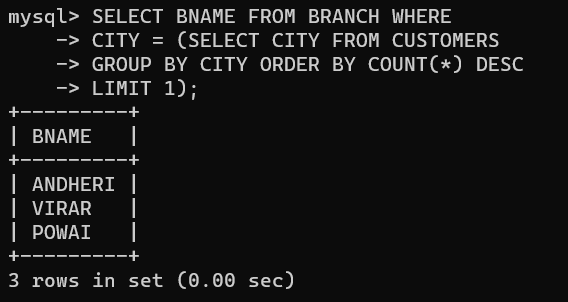 mysql> SELECT BNAME FROM BRANCH WHERE
    -> CITY = (SELECT CITY FROM CUSTOMERS
    -> GROUP BY CITY ORDER BY COUNT(*) DESC
    -> LIMIT 1);
+---------+
| BNAME   |
+---------+
| ANDHERI |
| VIRAR   |
| POWAI   |
+---------+
3 rows in set (0.00 sec)